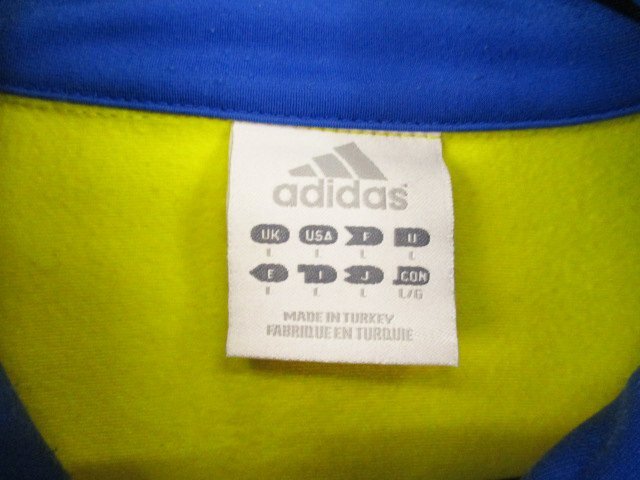 adidas
UK USA F U
L L L L
E I J CON
L L L L/G
MADE IN TURKEY
FABRIQUE EN TURQUIE